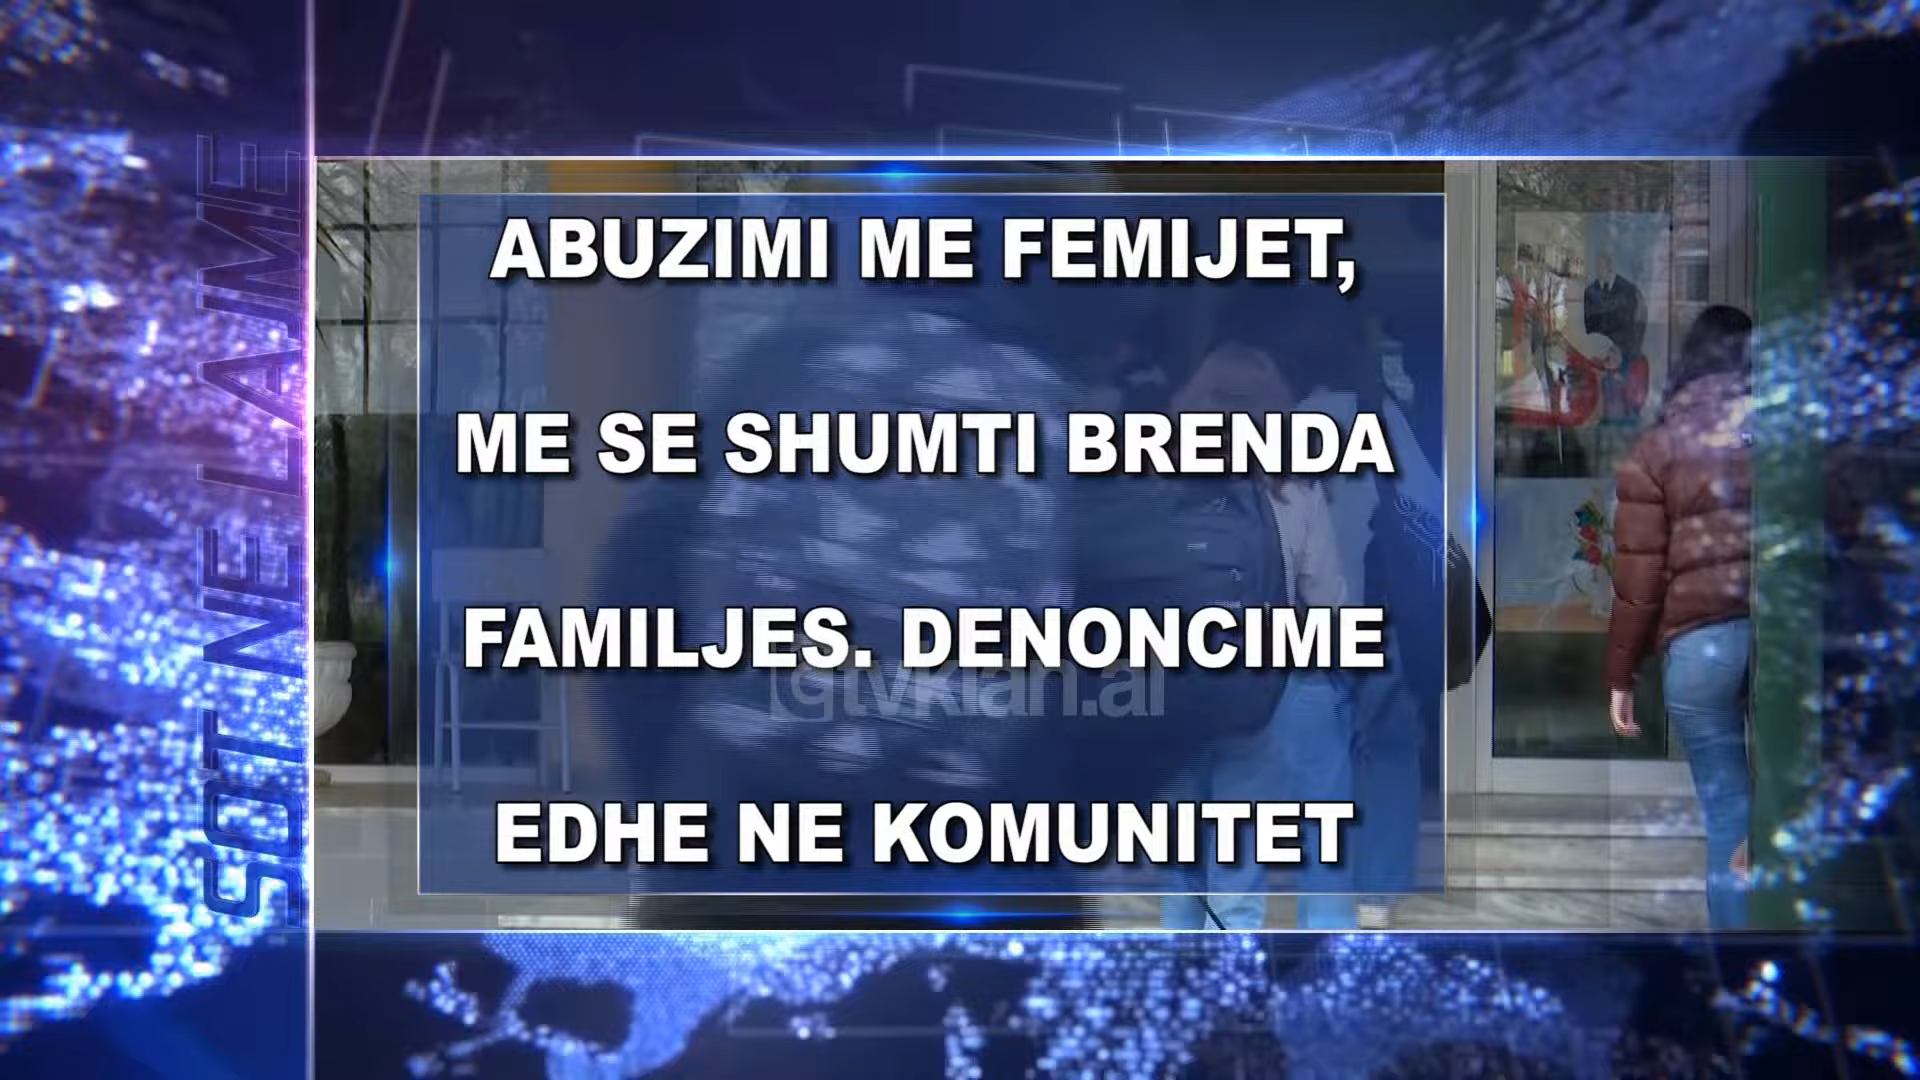 SOT NE LAJME
ABUZIMI ME FEMIJET,
ME SE SHUMTI BRENDA
FAMILJES. DENONCIME
EDHE NE KOMUNITET
tvklan.al